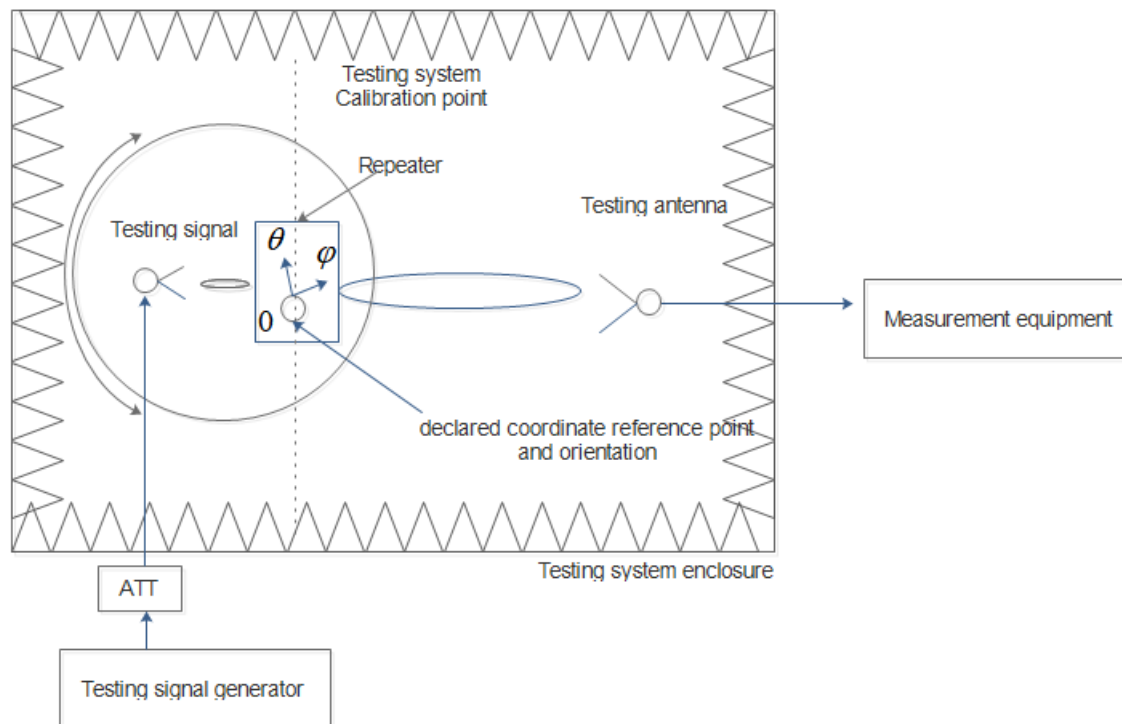 Testing system
Calibration point
Repeater
Testing antenna
Testing signal
θ
φ
0
Measurement equipment
declared coordinate reference point
and orientation
Testing system enclosure
ATT
Testing signal generator